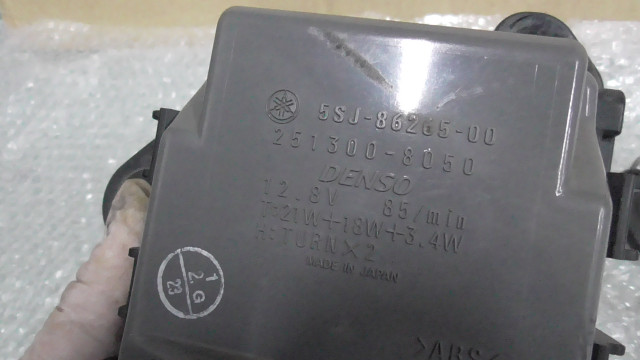 5SJ-86265-00
251300-8050
DENSO
12.8V 85/min
T:21W+18W+3.4W
H:TURN×2
MADE IN JAPAN
1
2.G
23
>ABS<